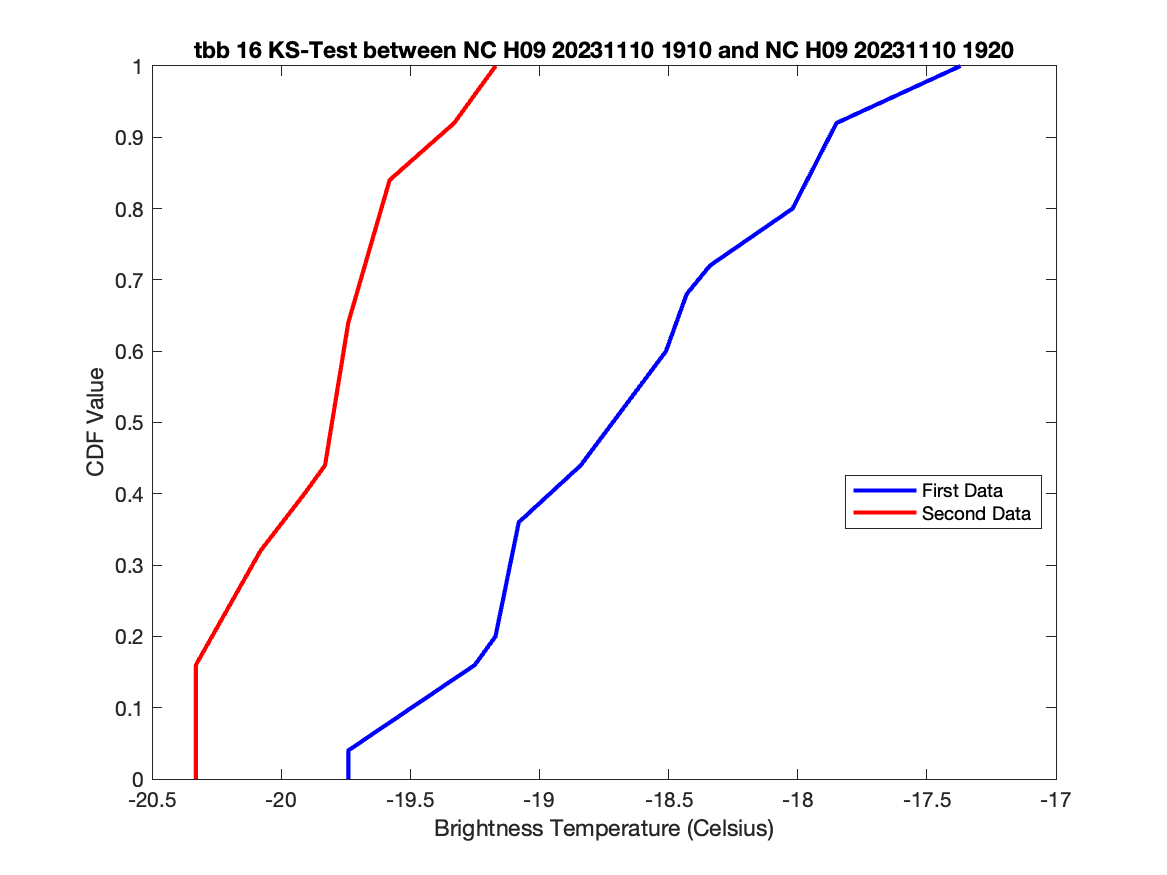 tbb 16 KS-Test between NC H09 20231110 1910 and NC H09 20231110 1920
1
0.9
0.8
0.7
0.6
0.5
0.4
0.3
0.2
0.1
0
CDF Value
First Data
Second Data
-20.5 -20 -19.5 -19 -18.5 -18 -17.5 -17
Brightness Temperature (Celsius)